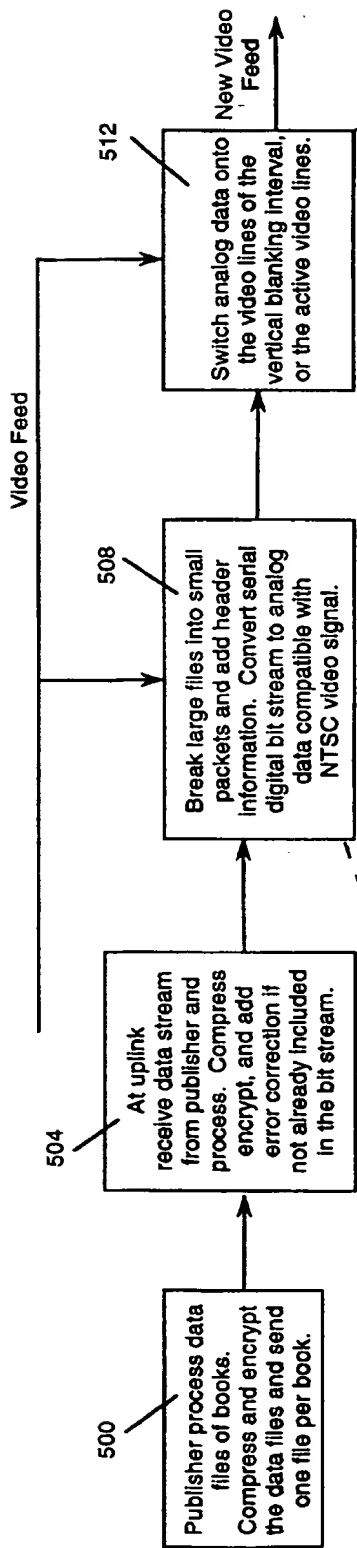 Video Feed
500
Publisher process data
files of books.
Compress and encrypt
the data files and send
one file per book.
504
At uplink
receive data stream
from publisher and
process. Compress
encrypt, and add
error correction if
not already included
in the bit stream.
508
Break large files into small
packets and add header
information. Convert serial
digital bit stream to analog
data compatible with
NTSC video signal.
512
Switch analog data onto
the video lines of the
vertical blanking interval,
or the active video lines.
New Video
Feed